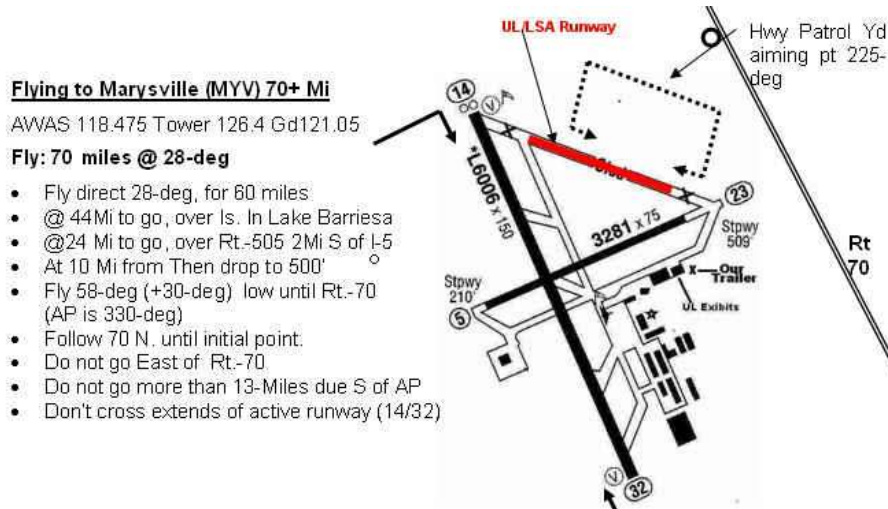 Flying to Marysville (MYV) 70+ Mi
AWAS 118.475 Tower 126.4 Gd121.05
Fly: 70 miles @ 28-deg
• Fly direct 28-deg, for 60 miles
• @ 44Mi to go, over Is. In Lake Barriesa
• @24 Mi to go, over Rt.-505 2Mi S of I-5
• At 10 Mi from Then drop to 500'
• Fly 58-deg (+30-deg) low until Rt.-70
(AP is 330-deg)
• Follow 70 N. until initial point.
• Do not go East of Rt.-70
• Do not go more than 13-Miles due S of AP
• Don't cross extends of active runway (14/32)
UL/LSA Runway
Hwy Patrol Yd
aiming pt 225-
deg
14
V
X
*L6006 x 150
X
23
3281 x 75
Stpwy
509'
Rt
70
Stpwy
210'
x
Our
Trailer
UL Exibits
5
V
32